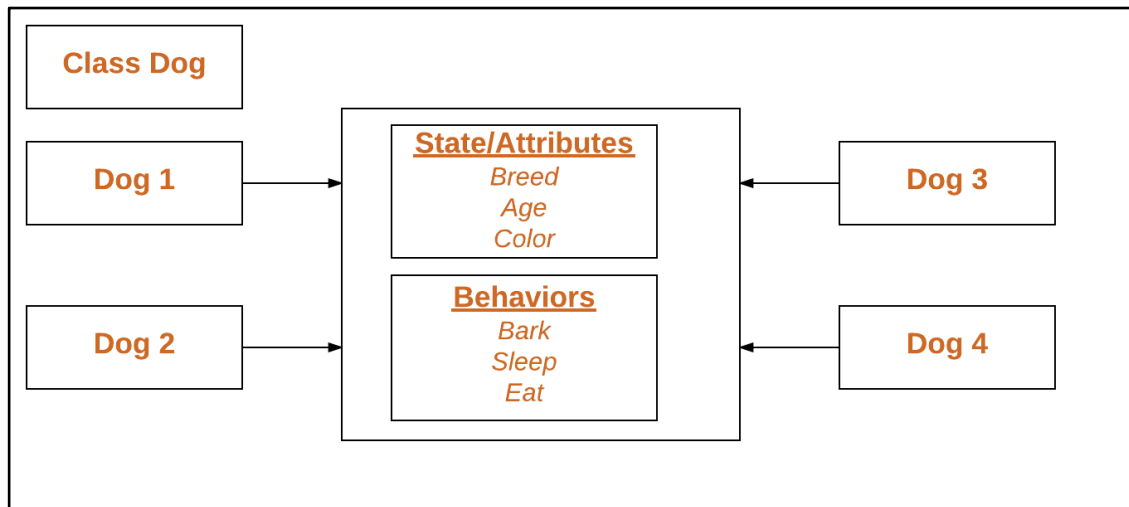 Class Dog
Dog 1
Dog 2
State/Attributes
Breed
Age
Color
Behaviors
Bark
Sleep
Eat
Dog 3
Dog 4